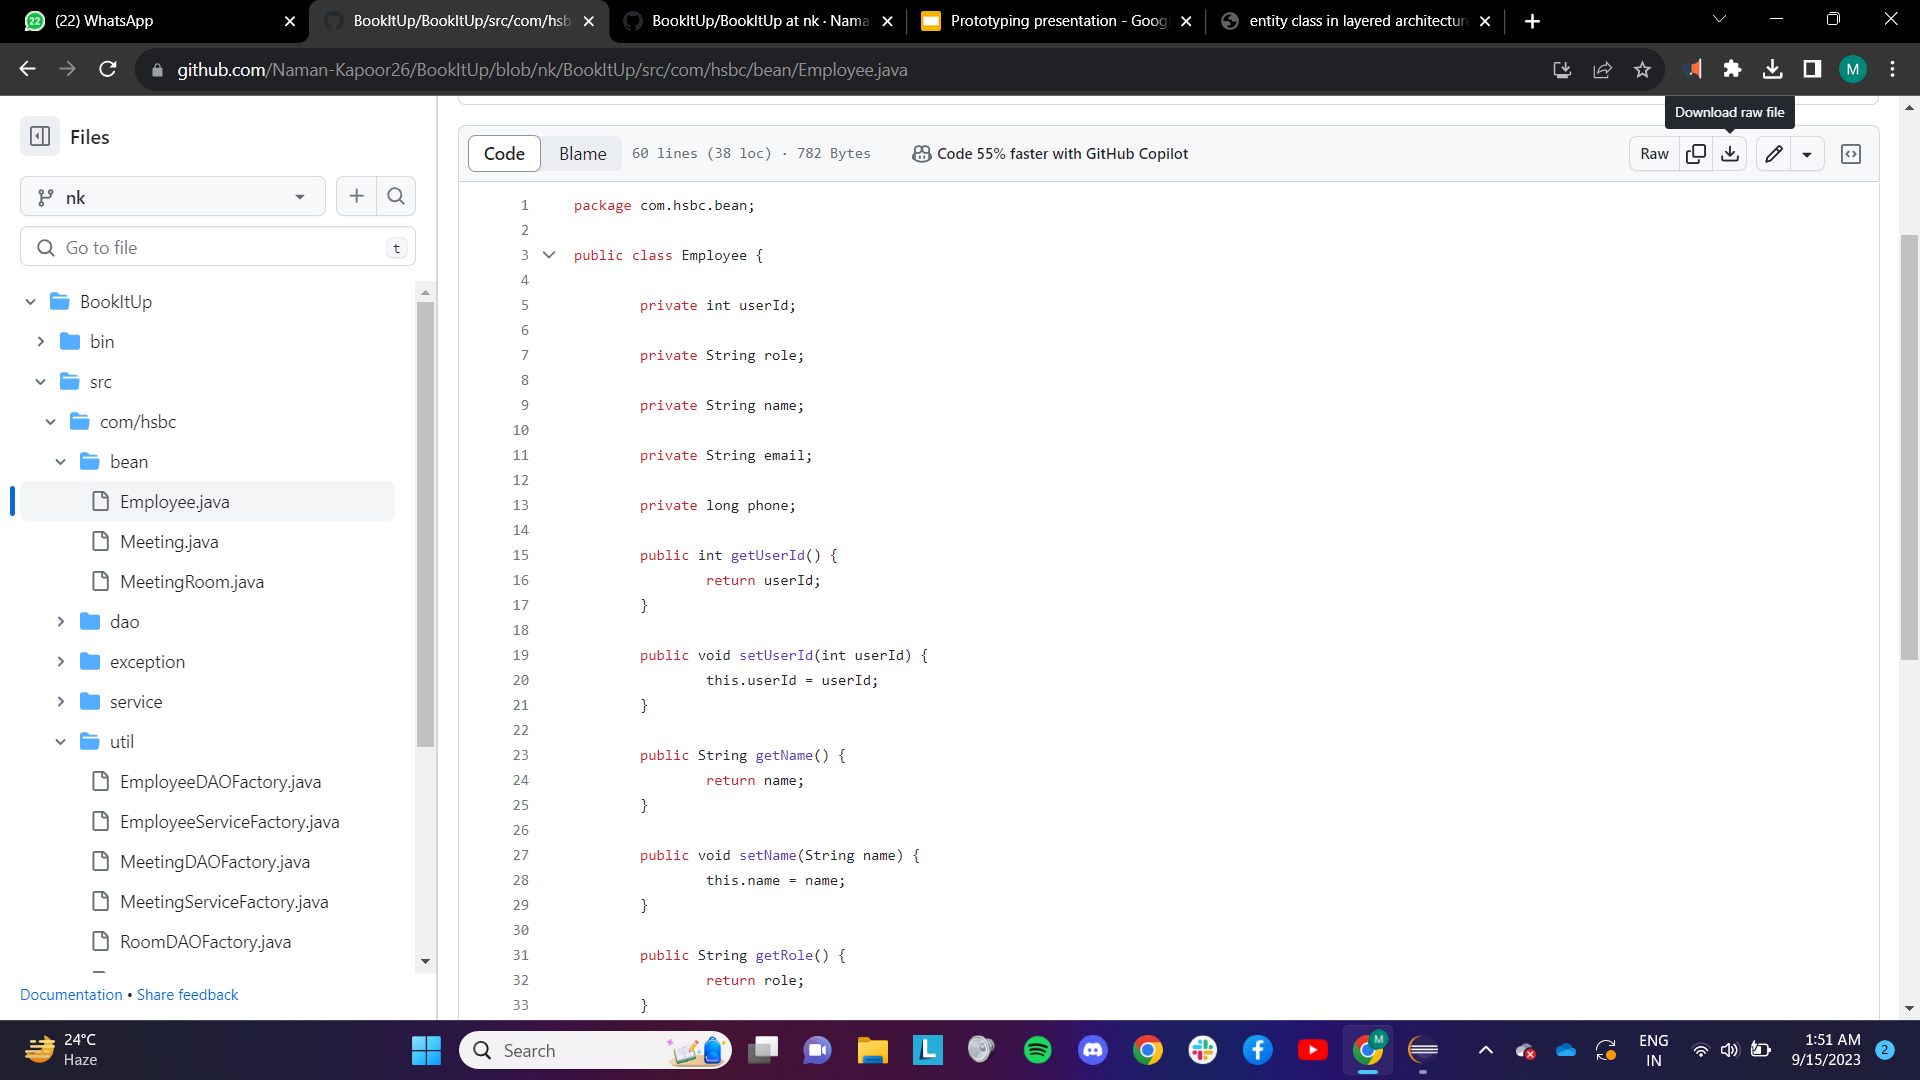 (22) WhatsApp
BookItUp/BookItUp/src/com/hsb
BookItUp/BookItUp at nk · Nama
Prototyping presentation - Goog
entity class in layered architectur
github.com/Naman-Kapoor26/BookItUp/blob/nk/BookItUp/src/com/hsbc/bean/Employee.java
M
Download raw file
Files
nk
Go to file
t
BookItUp
bin
src
com/hsbc
bean
Employee.java
Meeting.java
MeetingRoom.java
dao
exception
service
util
EmployeeDAOFactory.java
EmployeeServiceFactory.java
MeetingDAOFactory.java
MeetingServiceFactory.java
RoomDAOFactory.java
Documentation • Share feedback
Code
Blame
60 lines (38 loc) · 782 Bytes
Code 55% faster with GitHub Copilot
Raw
1 package com.hsbc.bean;
2
3 public class Employee {
4
5 private int userId;
6
7 private String role;
8
9 private String name;
10
11 private String email;
12
13 private long phone;
14
15 public int getUserId() {
16 return userId;
17 }
18
19 public void setUserId(int userId) {
20 this.userId = userId;
21 }
22
23 public String getName() {
24 return name;
25 }
26
27 public void setName(String name) {
28 this.name = name;
29 }
30
31 public String getRole() {
32 return role;
33 }
24°C
Haze
Search
L
M
ENG
IN
1:51 AM
9/15/2023
2